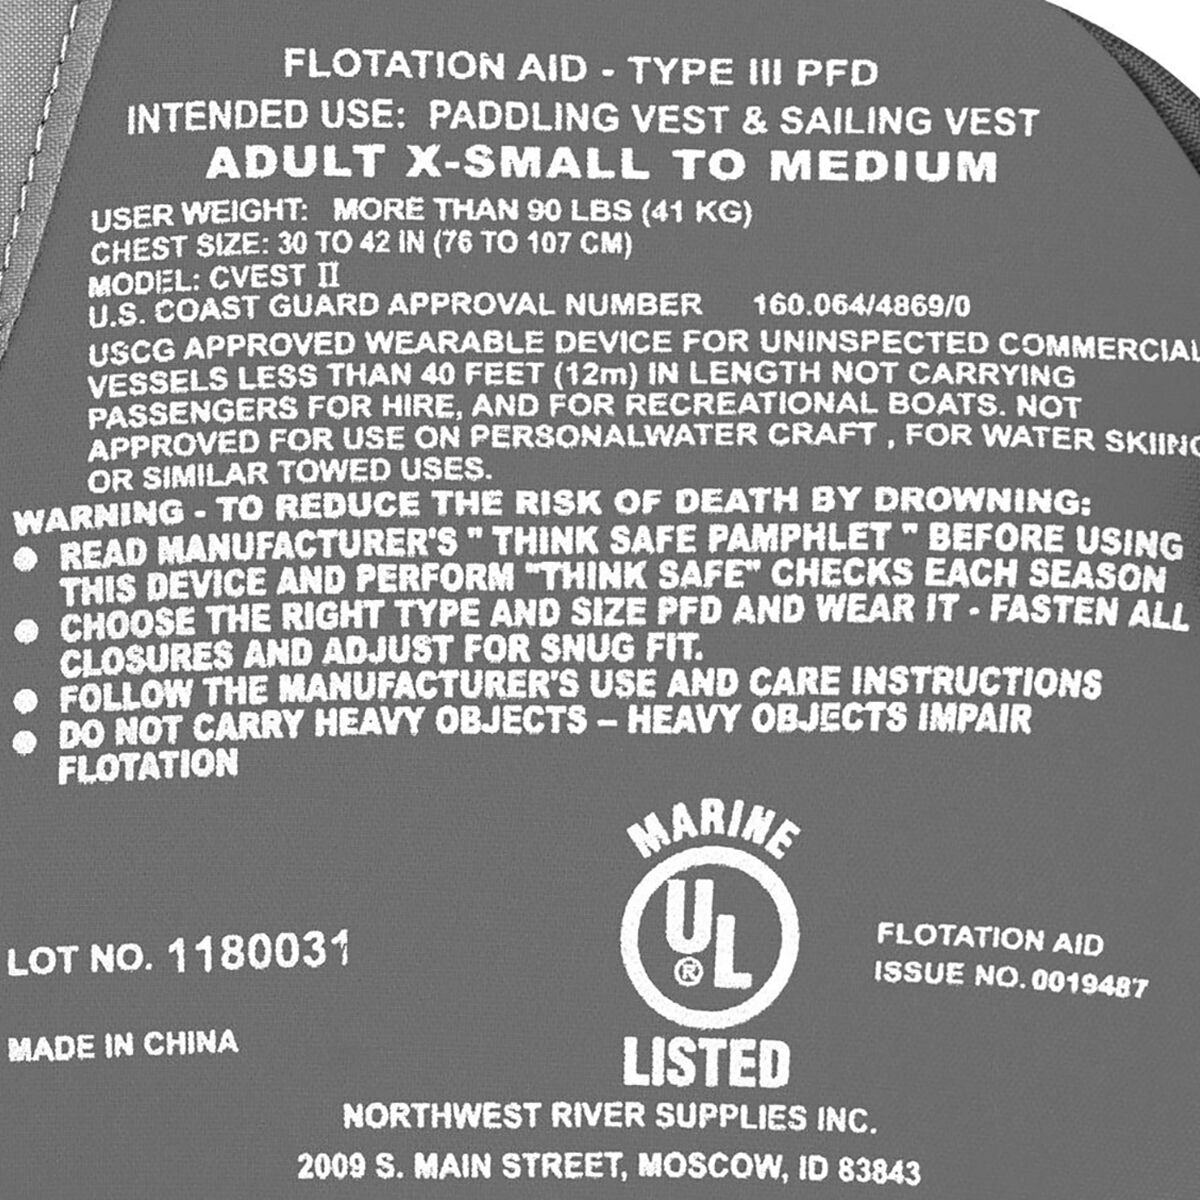 FLOTATION AID - TYPE III PFD
INTENDED USE: PADDLING VEST & SAILING VEST
ADULT X-SMALL TO MEDIUM
USER WEIGHT: MORE THAN 90 LBS (41 KG)
CHEST SIZE: 30 TO 42 IN (76 TO 107 CM)
MODEL: CVEST II
U.S. COAST GUARD APPROVAL NUMBER 160.064/4869/0
USCG APPROVED WEARABLE DEVICE FOR UNINSPECTED COMMERCIAL
VESSELS LESS THAN 40 FEET (12m) IN LENGTH NOT CARRYING
PASSENGERS FOR HIRE, AND FOR RECREATIONAL BOATS. NOT
APPROVED FOR USE ON PERSONALWATER CRAFT , FOR WATER SKIING
OR SIMILAR TOWED USES.
WARNING - TO REDUCE THE RISK OF DEATH BY DROWNING:
● READ MANUFACTURER'S " THINK SAFE PAMPHLET " BEFORE USING
THIS DEVICE AND PERFORM "THINK SAFE" CHECKS EACH SEASON
● CHOOSE THE RIGHT TYPE AND SIZE PFD AND WEAR IT - FASTEN ALL
CLOSURES AND ADJUST FOR SNUG FIT.
● FOLLOW THE MANUFACTURER'S USE AND CARE INSTRUCTIONS
● DO NOT CARRY HEAVY OBJECTS – HEAVY OBJECTS IMPAIR
FLOTATION
MARINE
UL ®
LISTED
LOT NO. 1180031
FLOTATION AID
ISSUE NO. 0019487
MADE IN CHINA
NORTHWEST RIVER SUPPLIES INC.
2009 S. MAIN STREET, MOSCOW, ID 83843